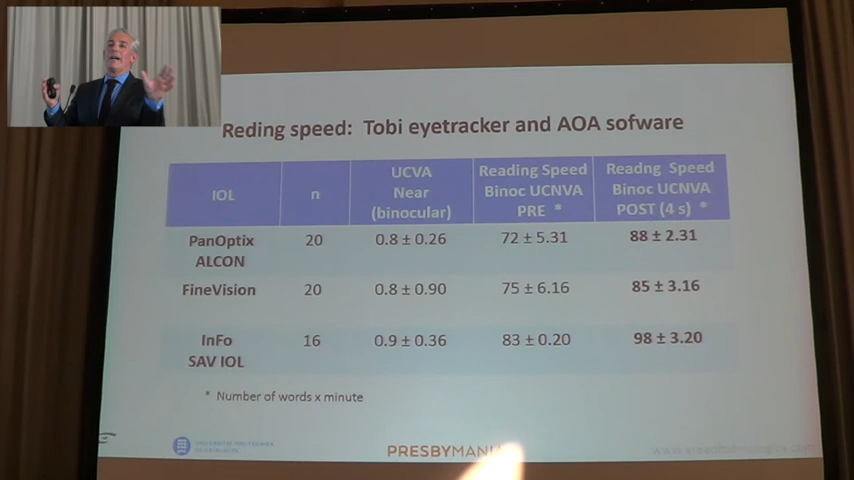 Reding speed: Tobi eyetracker and AOA sofware
IOL
n
UCVA
Near
(binocular)
Reading Speed
Binoc UCNVA
PRE *
Readng Speed
Binoc UCNVA
POST (4 s) *
PanOptix
ALCON
20
0.8 ± 0.26
72 ± 5.31
88 ± 2.31
FineVision
20
0.8 ± 0.90
75 ± 6.16
85 ± 3.16
InFo
SAV IOL
16
0.9 ± 0.36
83 ± 0.20
98 ± 3.20
* Number of words x minute